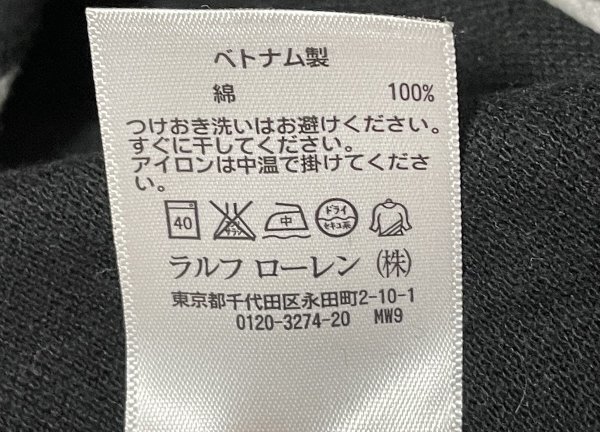 ベトナム製
綿 100%
つけおき洗いはお避けください。
すぐに干してください。
アイロンは中温で掛けてくださ
い。
40 中 ドライ セキユ系
ラルフ ローレン (株)
東京都千代田区永田町2-10-1
0120-3274-20 MW9